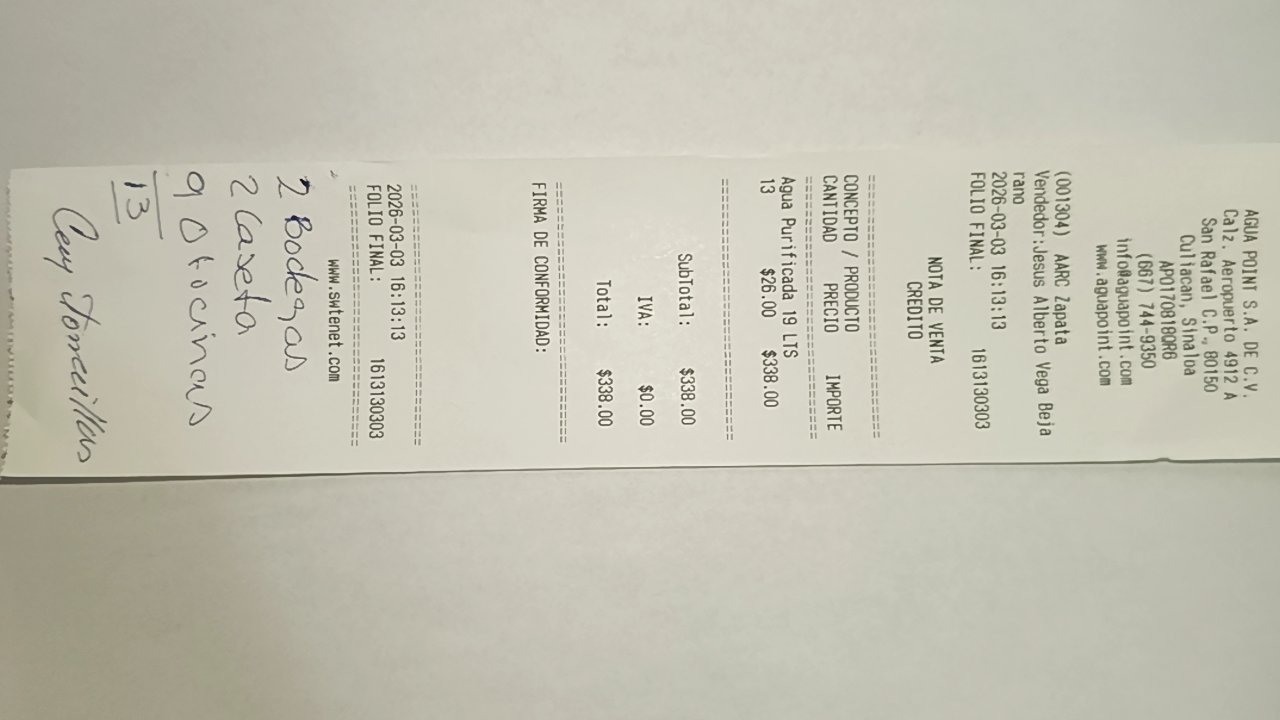 AGUA POINT S.A. DE C.V.
Calz. Aeropuerto 4912 A
San Rafael C.P., 80150
Culiacan, Sinaloa
APO170818QR6
(667) 744-9350
info@aguapoint.com
www.aguapoint.com
(001304) AARC Zapata
Vendedor:Jesus Alberto Vega Beja
rano
2026-03-03 16:13:13
FOLIO FINAL: 1613130303
NOTA DE VENTA
CREDITO
CONCEPTO / PRODUCTO
CANTIDAD PRECIO IMPORTE
Agua Purificada 19 LTS
13 $26.00 $338.00
SubTotal: $338.00
IVA: $0.00
Total: $338.00
FIRMA DE CONFORMIDAD:
2026-03-03 16:13:13
FOLIO FINAL: 1613130303
www.swtenet.com
2 Bodegas
2 Caseta
9 Oficinas
13